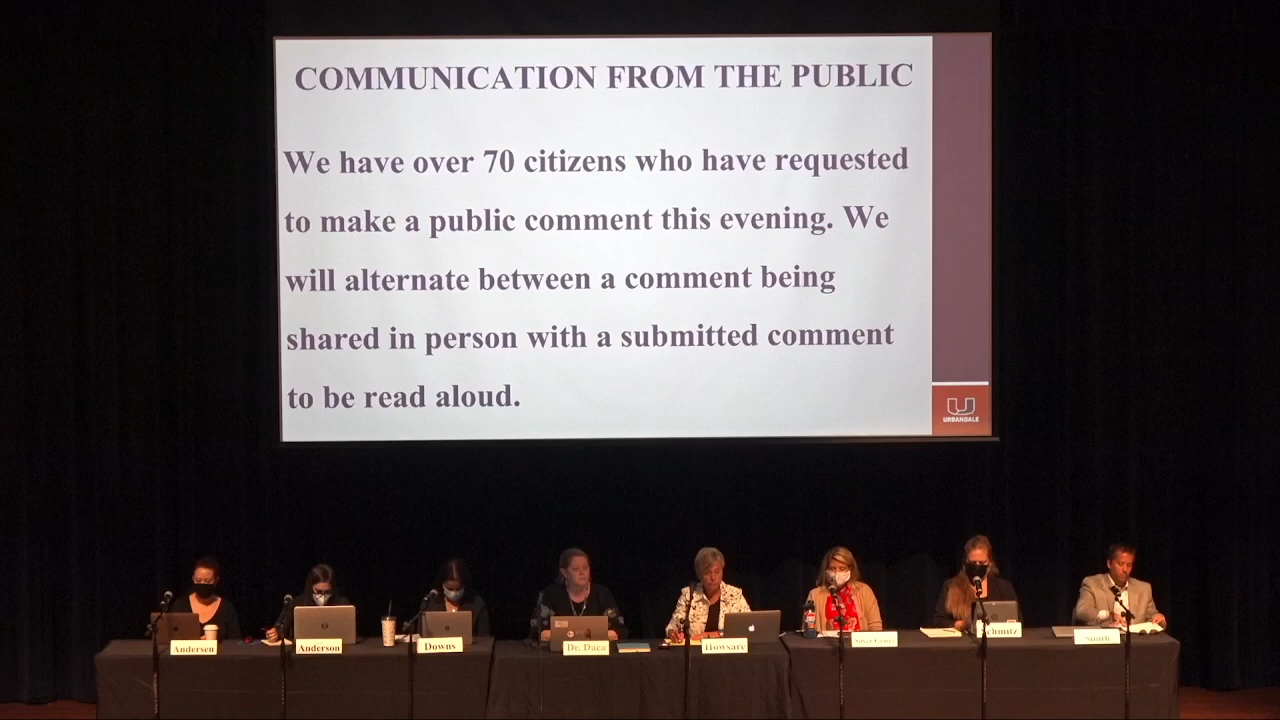 COMMUNICATION FROM THE PUBLIC
We have over 70 citizens who have requested
to make a public comment this evening. We
will alternate between a comment being
shared in person with a submitted comment
to be read aloud.
URBANDALE
Andersen
Anderson
Downs
Dr. Daca
Howsare
Schmitz
Smith